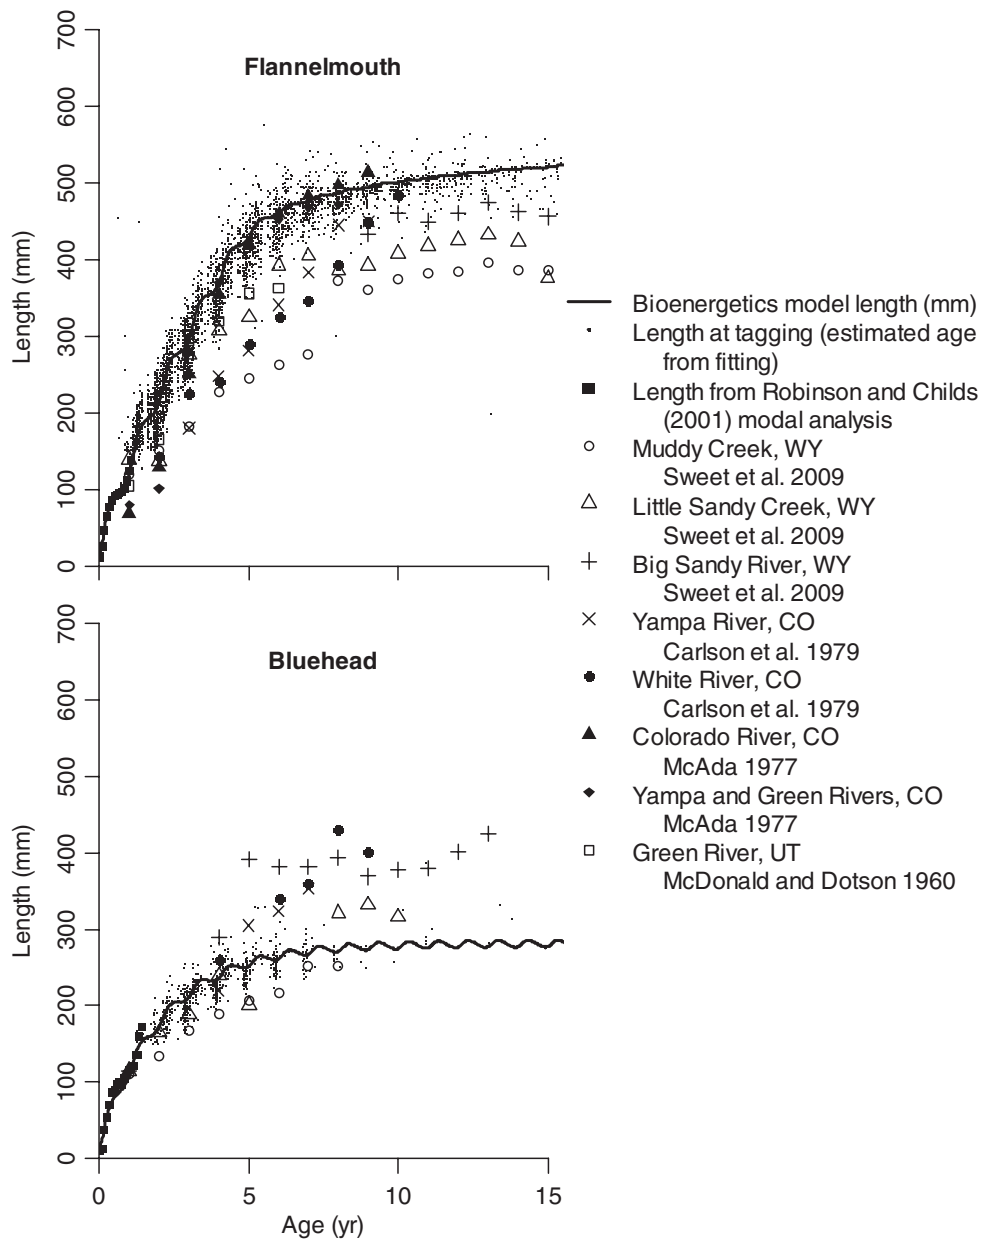 Flannelmouth
700
600
500
400
300
200
100
0
Length (mm)
0
5
10
15
Bluehead
700
600
500
400
300
200
100
0
Length (mm)
0
5
10
15
Age (yr)
Bioenergetics model length (mm)
Length at tagging (estimated age
from fitting)
Length from Robinson and Childs
(2001) modal analysis
Muddy Creek, WY
Sweet et al. 2009
Little Sandy Creek, WY
Sweet et al. 2009
Big Sandy River, WY
Sweet et al. 2009
Yampa River, CO
Carlson et al. 1979
White River, CO
Carlson et al. 1979
Colorado River, CO
McAda 1977
Yampa and Green Rivers, CO
McAda 1977
Green River, UT
McDonald and Dotson 1960